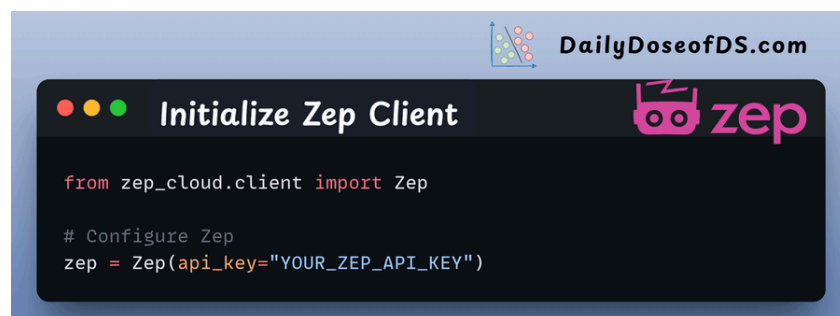 DailyDoseofDS.com
Initialize Zep Client
zep
from zep_cloud.client import Zep
# Configure Zep
zep = Zep(api_key="YOUR_ZEP_API_KEY")